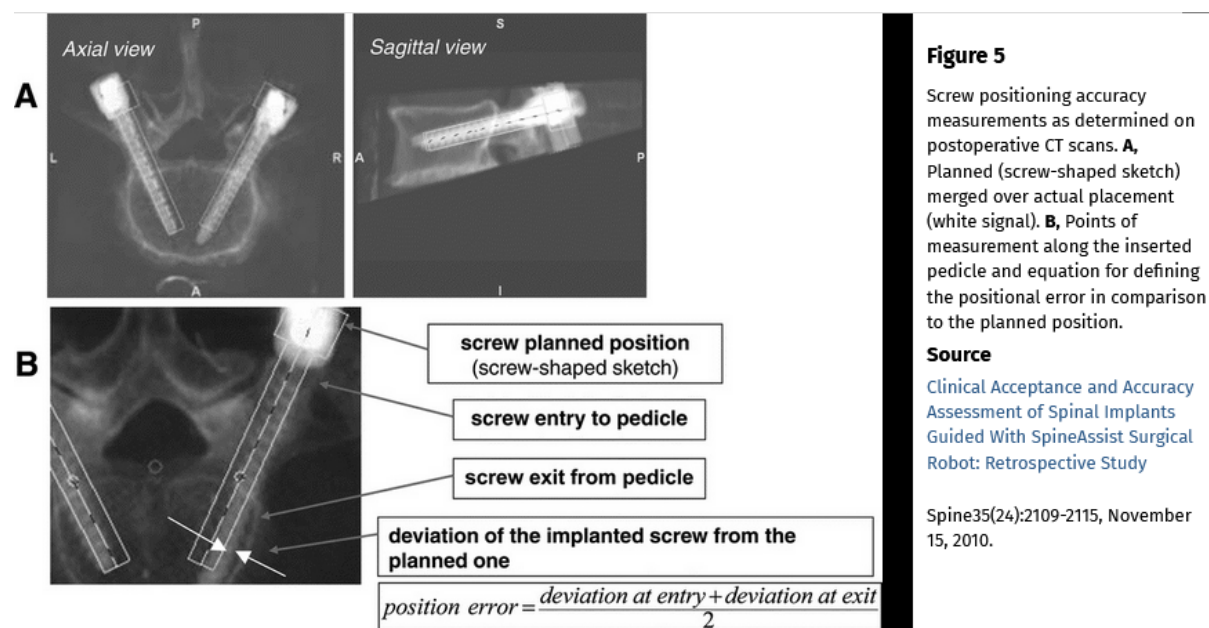 P
S
Axial view
Sagittal view
A
L
R
A
P
A
I
B
screw planned position
(screw-shaped sketch)
screw entry to pedicle
screw exit from pedicle
deviation of the implanted screw from the
planned one
position error = deviation at entry + deviation at exit / 2
Figure 5
Screw positioning accuracy
measurements as determined on
postoperative CT scans. A,
Planned (screw-shaped sketch)
merged over actual placement
(white signal). B, Points of
measurement along the inserted
pedicle and equation for defining
the positional error in comparison
to the planned position.
Source
Clinical Acceptance and Accuracy
Assessment of Spinal Implants
Guided With SpineAssist Surgical
Robot: Retrospective Study
Spine35(24):2109-2115, November
15, 2010.